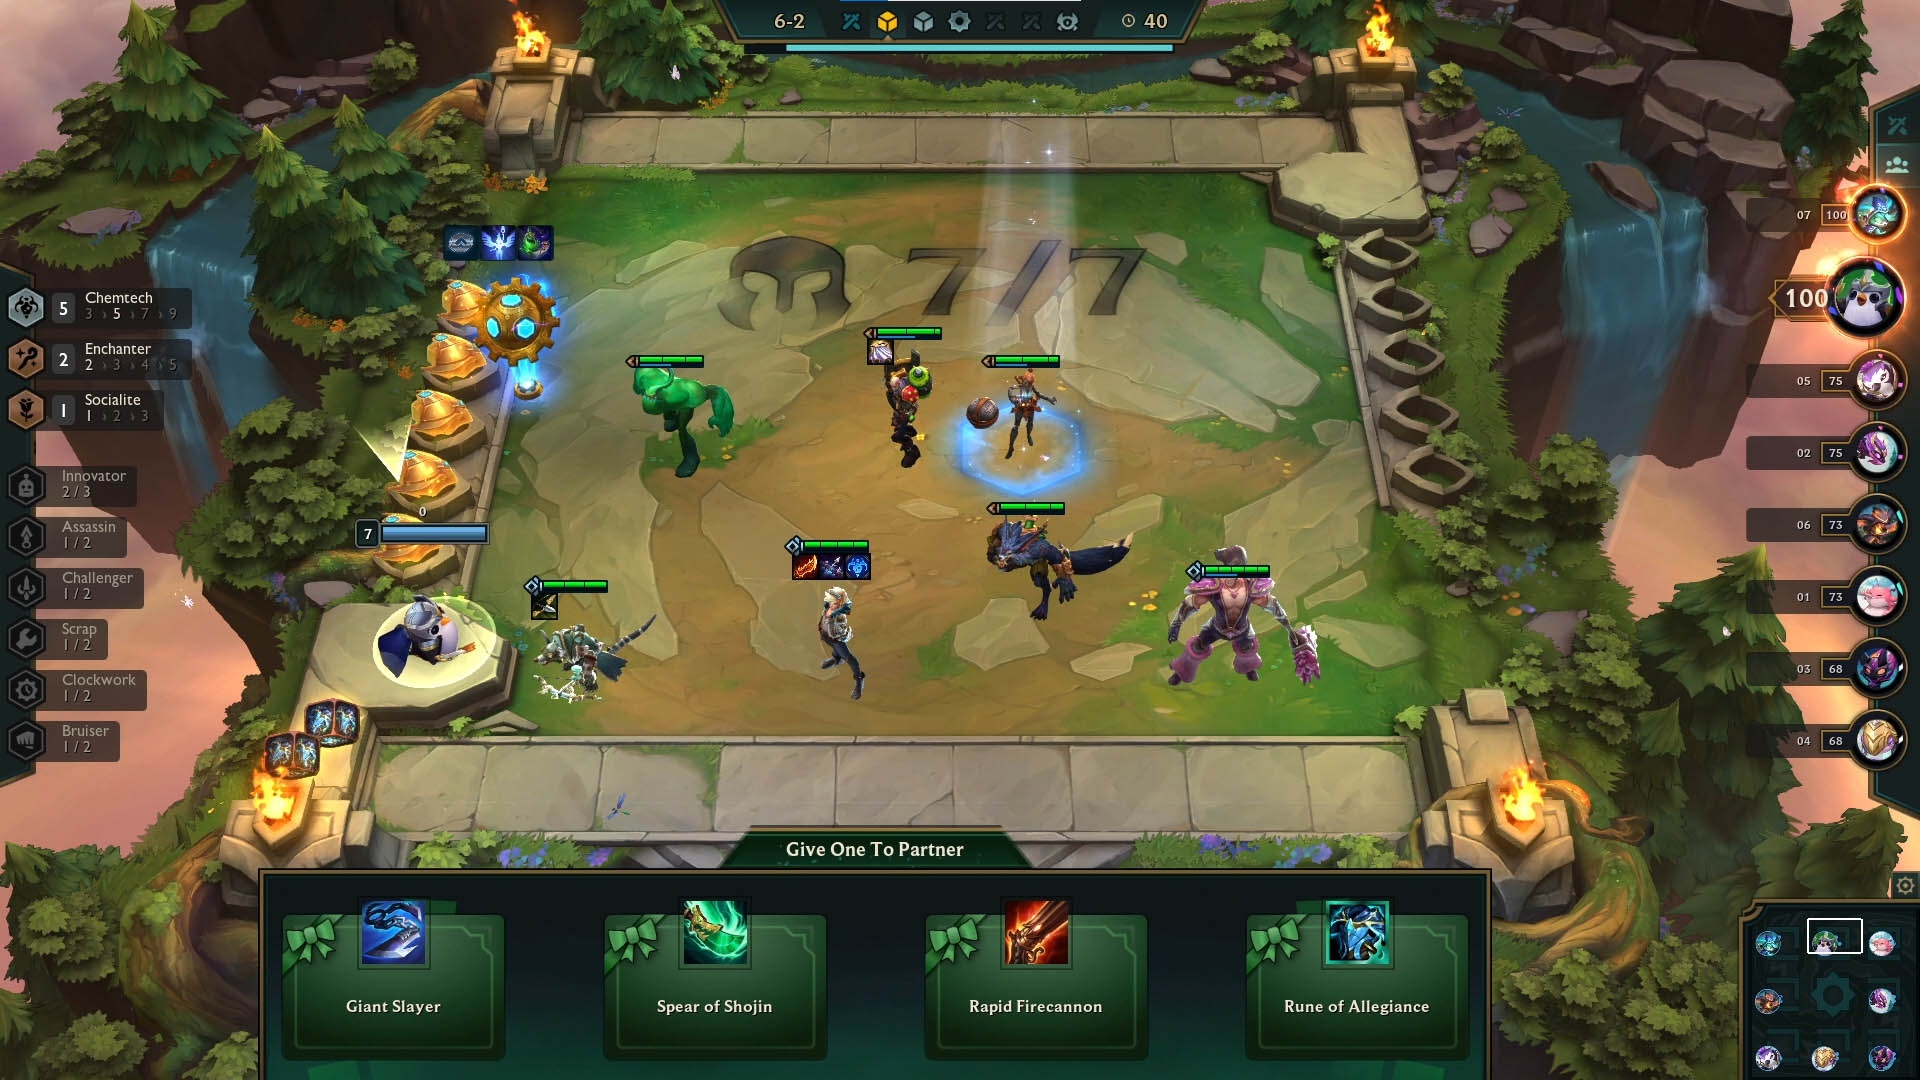 6-2
40
7/7
5
Chemtech
3 › 5 › 7 › 9
2
Enchanter
2 › 3 › 4 › 5
1
Socialite
1 › 2 › 3
Innovator
2 / 3
Assassin
1 / 2
Challenger
1 / 2
Scrap
1 / 2
Clockwork
1 / 2
Bruiser
1 / 2
0
7
07 100
100
05 75
02 75
06 73
01 73
03 68
04 68
Give One To Partner
Giant Slayer
Spear of Shojin
Rapid Firecannon
Rune of Allegiance